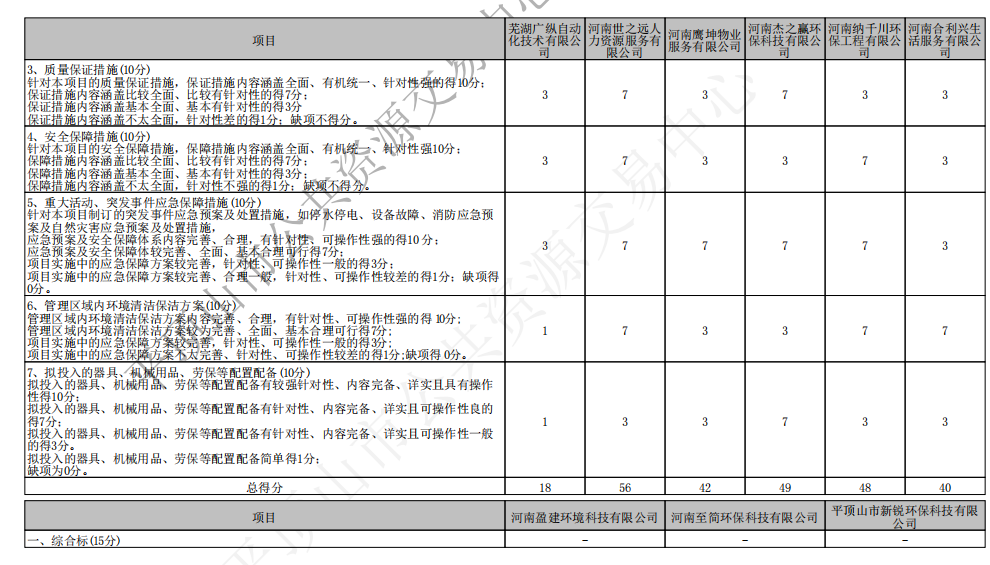 项目
芜湖广纵自动
化技术有限公
司
河南世之远人
力资源服务有
限公司
河南鹰坤物业
服务有限公司
河南杰之赢环
保科技有限公
司
河南纳千川环
保工程有限公
司
河南合利兴生
活服务有限公
司
3、质量保证措施(10分)
针对本项目的质量保证措施，保证措施内容涵盖全面、有机统一、针对性强的得10分；
保证措施内容涵盖比较全面、比较有针对性的得7分；
保证措施内容涵盖基本全面、基本有针对性的得3分
保证措施内容涵盖不太全面，针对性差的得1分；缺项不得分。
3 7 3 7 3 3
4、安全保障措施(10分)
针对本项目的安全保障措施，保障措施内容涵盖全面、有机统一、针对性强10分；
保障措施内容涵盖比较全面、比较有针对性的得7分；
保障措施内容涵盖基本全面、基本有针对性的得3分；
保障措施内容涵盖不太全面，针对性不强的得1分；缺项不得分。
3 7 3 3 7 3
5、重大活动、突发事件应急保障措施(10分)
针对本项目制订的突发事件应急预案及处置措施，如停水停电、设备故障、消防应急预
案及自然灾害应急预案及处置措施，
应急预案及安全保障体系内容完善、合理，有针对性、可操作性强的得10 分；
应急预案及安全保障体较完善、全面、基本合理可行得7分；
项目实施中的应急保障方案较完善，针对性、可操作性一般的得3分；
项目实施中的应急保障方案较完善、合理一般，针对性、可操作性较差的得1分；缺项得
0分。
3 7 7 7 7 3
6、管理区域内环境清洁保洁方案(10分)
管理区域内环境清洁保洁方案内容完善、合理，有针对性、可操作性强的得 10分;
管理区域内环境清洁保洁方案较为完善、全面、基本合理可行得7分;
项目实施中的应急保障方案较完善，针对性、可操作性一般的得3分;
项目实施中的应急保障方案不太完善、针对性、可操作性较差的得1分;缺项得 0分。
1 7 3 3 7 7
7、拟投入的器具、机械用品、劳保等配置配备(10分)
拟投入的器具、机械用品、劳保等配置配备有较强针对性、内容完备、详实且具有操作
性得10分；
拟投入的器具、机械用品、劳保等配置配备有针对性、内容完备、详实且可操作性良的
得7分；
拟投入的器具、机械用品、劳保等配置配备有针对性、内容完备、详实且可操作性一般
的得3分。
拟投入的器具、机械用品、劳保等配置配备简单得1分；
缺项为0分。
1 3 3 7 3 3
总得分 18 56 42 49 48 40
项目
河南盈建环境科技有限公司
河南至简环保科技有限公司
平顶山市新锐环保科技有限
公司
一、综合标(15分) – – –
平顶山市公共资源交易中心
平顶山市公共资源交易中心